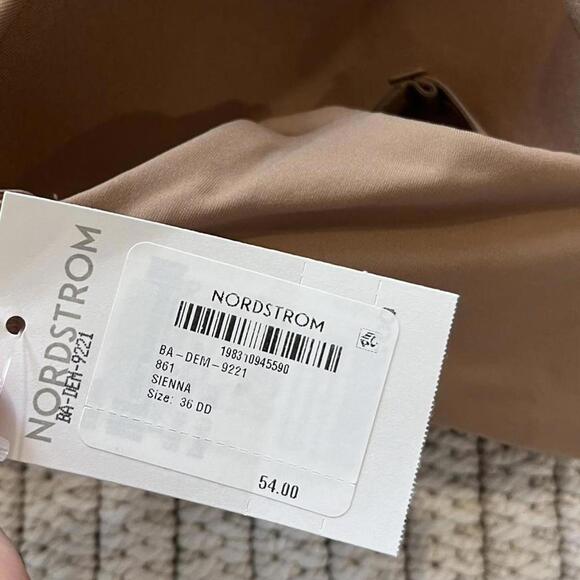 NORDSTROM
BA-DEM-9221
NORDSTROM
198310945590
BA-DEM-9221
861
SIENNA
Size: 36 DD
54.00